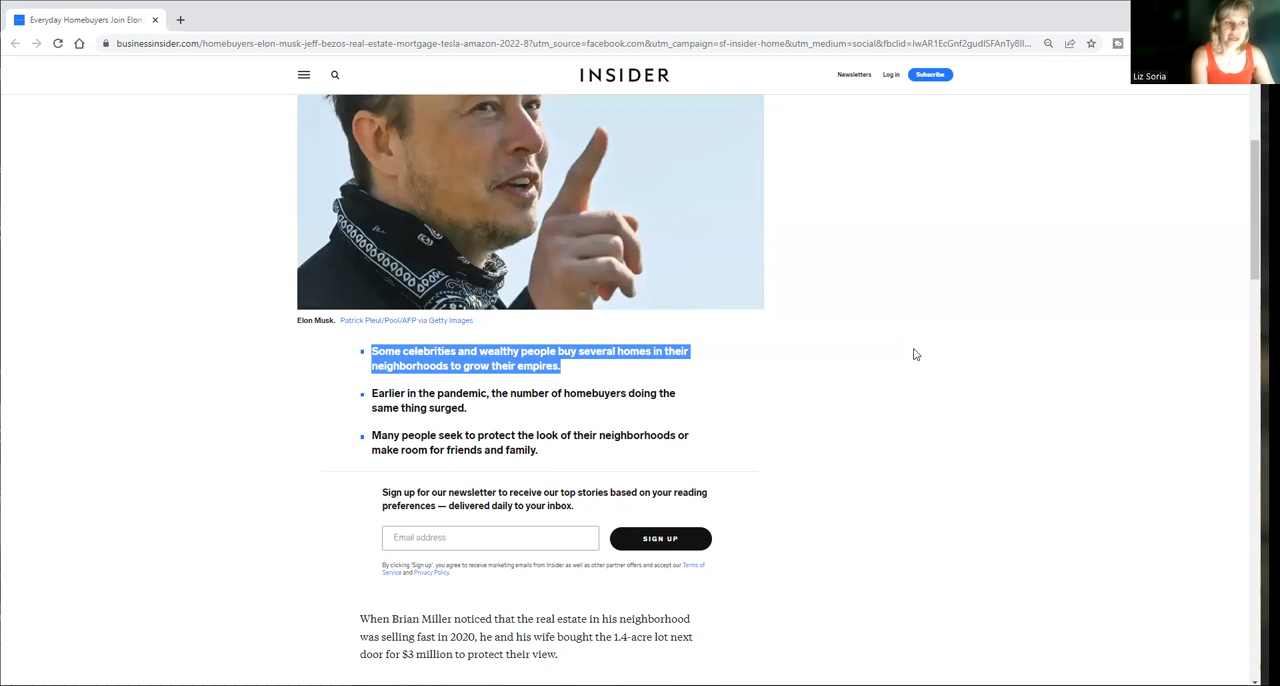 Everyday Homebuyers Join Elon
businessinsider.com/homebuyers-elon-musk-jeff-bezos-real-estate-mortgage-tesla-amazon-2022-8?utm_source=facebook.com&utm_campaign=sf-insider-home&utm_medium=social&fbclid=IwAR1EcGnf2gudlSFAnTy8II...
Liz Soria
INSIDER
Newsletters Log in Subscribe
Elon Musk. Patrick Pleul/Pool/AFP via Getty Images
Some celebrities and wealthy people buy several homes in their
neighborhoods to grow their empires.
Earlier in the pandemic, the number of homebuyers doing the
same thing surged.
Many people seek to protect the look of their neighborhoods or
make room for friends and family.
Sign up for our newsletter to receive our top stories based on your reading
preferences — delivered daily to your inbox.
Email address
SIGN UP
By clicking 'Sign up', you agree to receive marketing emails from Insider as well as other partner offers and accept our Terms of
Service and Privacy Policy.
When Brian Miller noticed that the real estate in his neighborhood
was selling fast in 2020, he and his wife bought the 1.4-acre lot next
door for $3 million to protect their view.